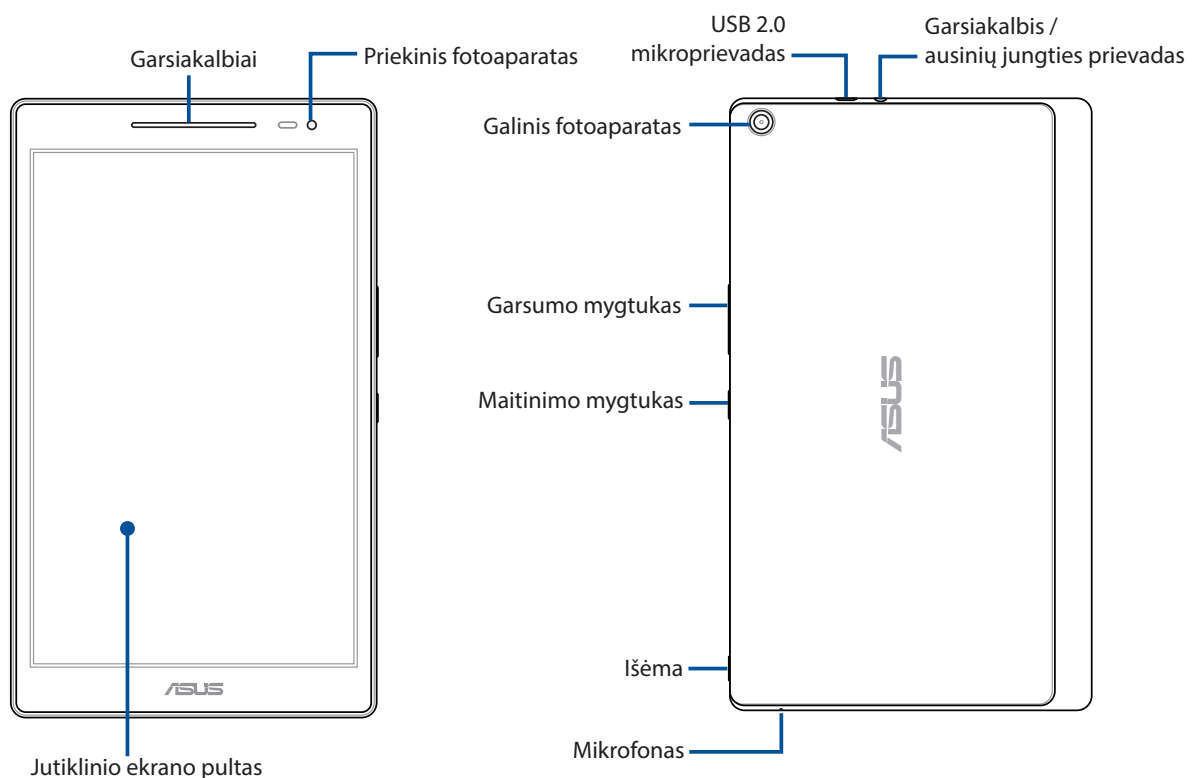 Garsiakalbiai
Priekinis fotoaparatas
ASUS
Jutiklinio ekrano pultas
USB 2.0
mikroprievadas
Garsiakalbis /
ausinių jungties prievadas
Galinis fotoaparatas
Garsumo mygtukas
Maitinimo mygtukas
ASUS
Išėma
Mikrofonas